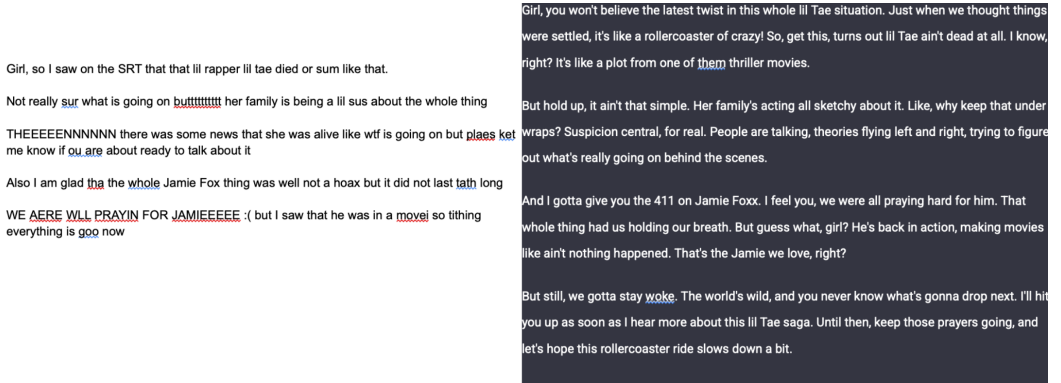 Girl, so I saw on the SRT that that lil rapper lil tae died or sum like that.
Not really sur what is going on butttttttttt her family is being a lil sus about the whole thing
THEEEEENNNNNN there was some news that she was alive like wtf is going on but plaes ket
me know if ou are about ready to talk about it
Also I am glad tha the whole Jamie Fox thing was well not a hoax but it did not last tath long
WE AERE WLL PRAYIN FOR JAMIEEEEE :( but I saw that he was in a movei so tithing
everything is goo now
Girl, you won't believe the latest twist in this whole lil Tae situation. Just when we thought things
were settled, it's like a rollercoaster of crazy! So, get this, turns out lil Tae ain't dead at all. I know,
right? It's like a plot from one of them thriller movies.
But hold up, it ain't that simple. Her family's acting all sketchy about it. Like, why keep that under
wraps? Suspicion central, for real. People are talking, theories flying left and right, trying to figure
out what's really going on behind the scenes.
And I gotta give you the 411 on Jamie Foxx. I feel you, we were all praying hard for him. That
whole thing had us holding our breath. But guess what, girl? He's back in action, making movies
like ain't nothing happened. That's the Jamie we love, right?
But still, we gotta stay woke. The world's wild, and you never know what's gonna drop next. I'll hit
you up as soon as I hear more about this lil Tae saga. Until then, keep those prayers going, and
let's hope this rollercoaster ride slows down a bit.